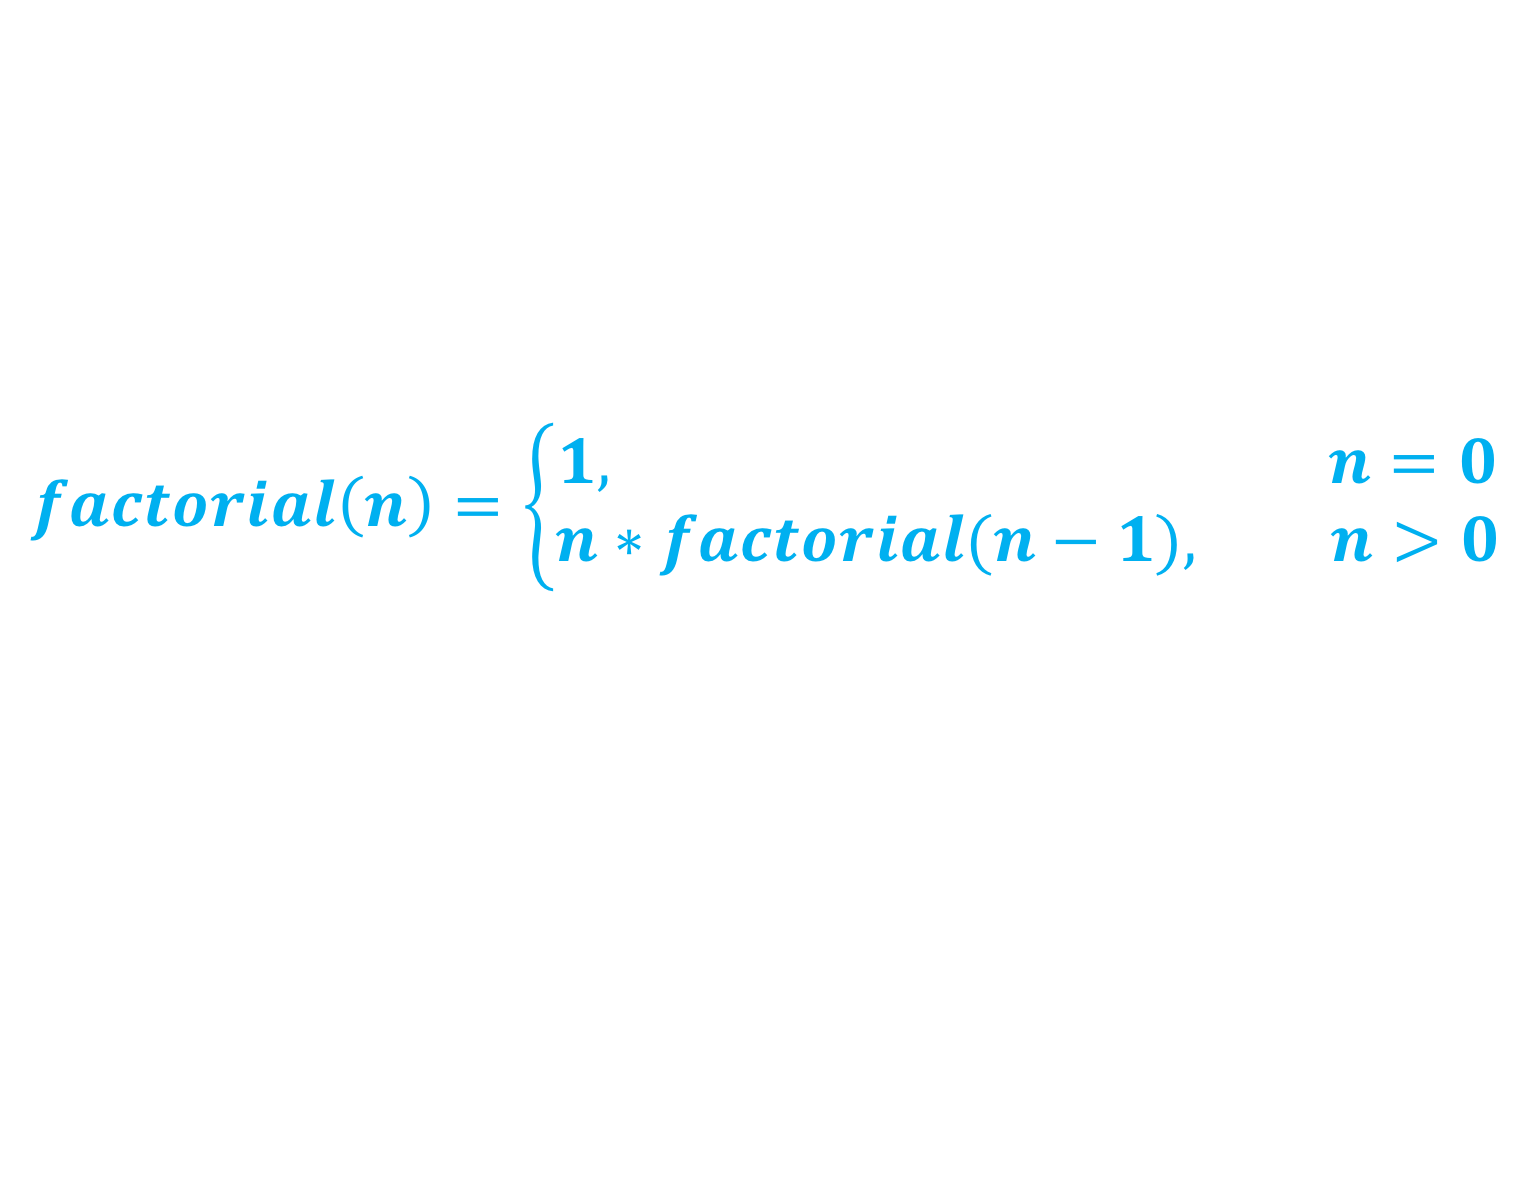 factorial(n) = { 1, n = 0
n * factorial(n − 1), n > 0